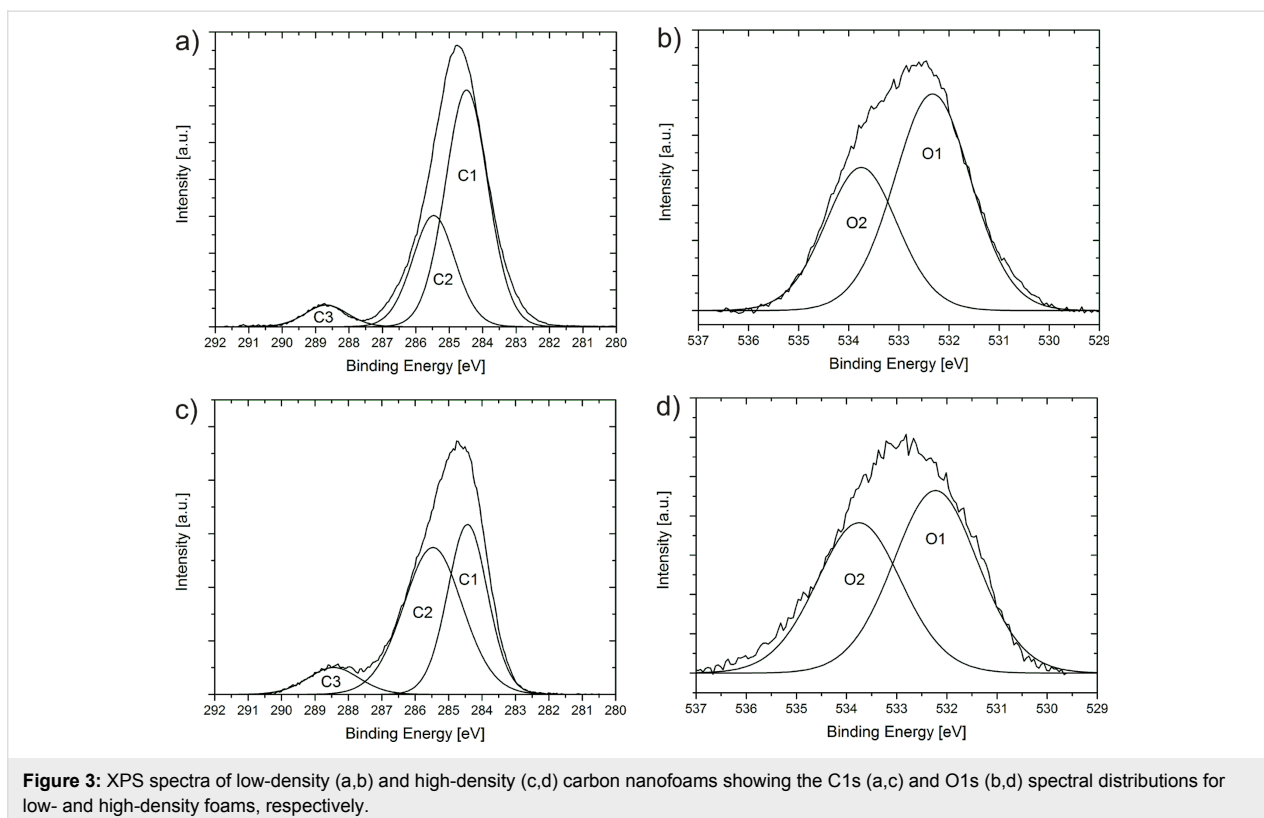 a)
Intensity [a.u.]
C1
C2
C3
292 291 290 289 288 287 286 285 284 283 282 281 280
Binding Energy [eV]
b)
Intensity [a.u.]
O1
O2
537 536 535 534 533 532 531 530 529
Binding Energy [eV]
c)
Intensity [a.u.]
C2
C1
C3
292 291 290 289 288 287 286 285 284 283 282 281 280
Binding Energy [eV]
d)
Intensity [a.u.]
O1
O2
537 536 535 534 533 532 531 530 529
Binding Energy [eV]
Figure 3: XPS spectra of low-density (a,b) and high-density (c,d) carbon nanofoams showing the C1s (a,c) and O1s (b,d) spectral distributions for
low- and high-density foams, respectively.